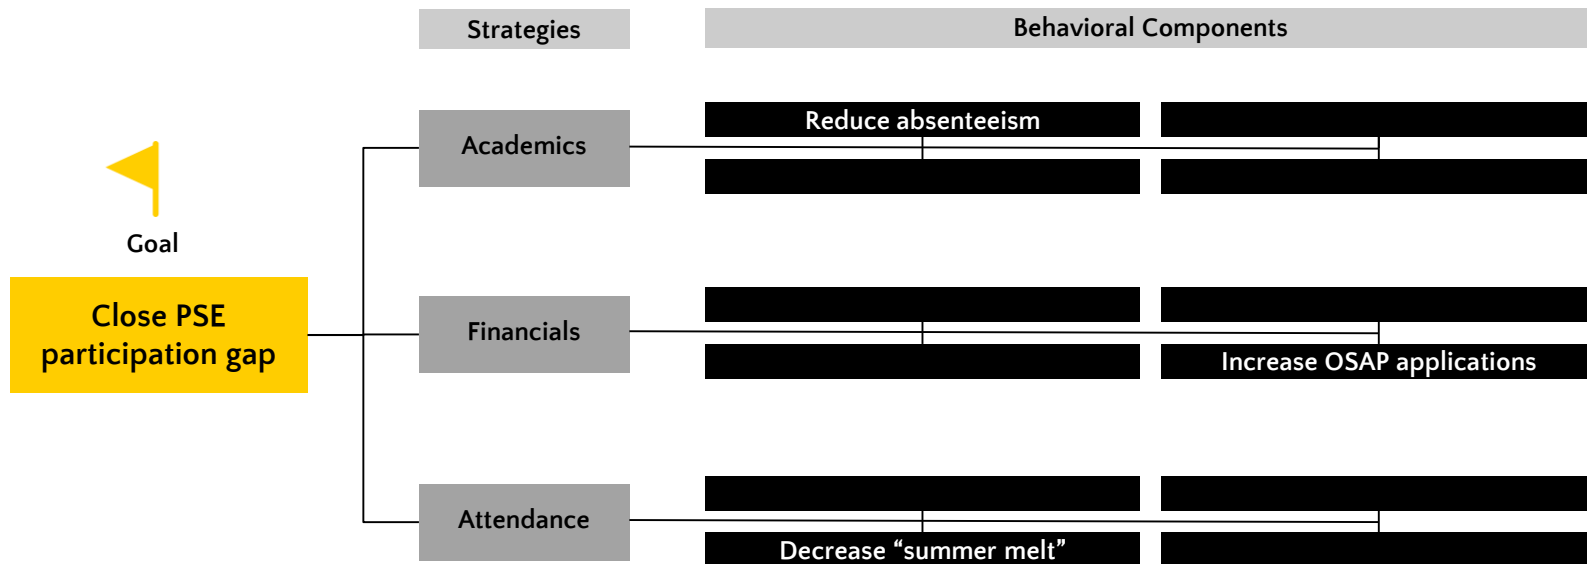 Strategies
Behavioral Components
Goal
Close PSE
participation gap
Academics
Reduce absenteeism
Financials
Increase OSAP applications
Attendance
Decrease “summer melt”